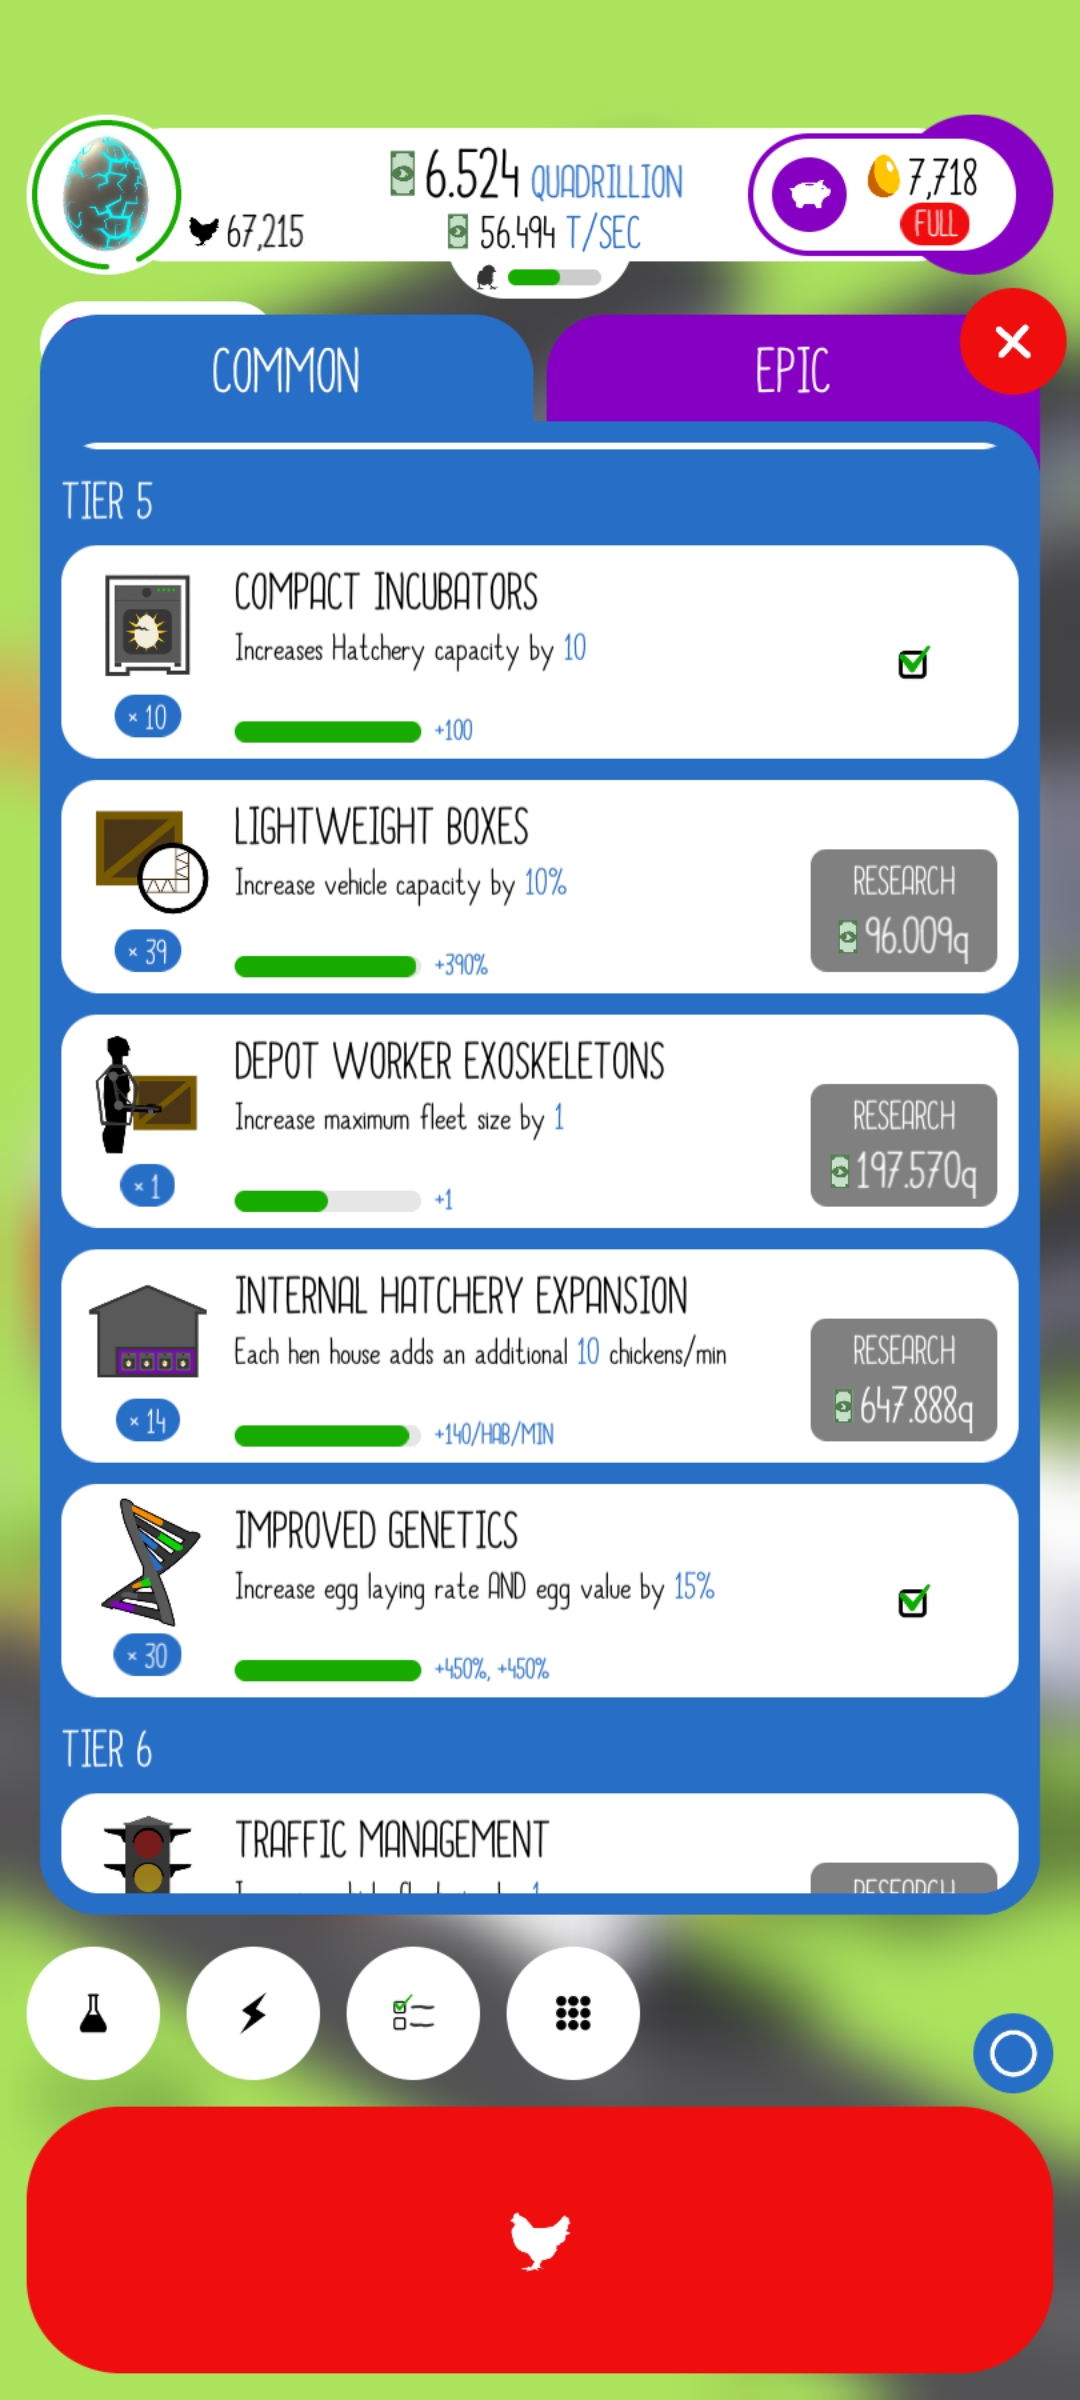 6.524 QUADRILLION
67,215
56.494 T/SEC
7,718
FULL
COMMON
EPIC
TIER 5
COMPACT INCUBATORS
Increases Hatchery capacity by 10
× 10
+100
LIGHTWEIGHT BOXES
Increase vehicle capacity by 10%
RESEARCH
96.009q
× 39
+390%
DEPOT WORKER EXOSKELETONS
Increase maximum fleet size by 1
RESEARCH
197.570q
× 1
+1
INTERNAL HATCHERY EXPANSION
Each hen house adds an additional 10 chickens/min
RESEARCH
647.888q
× 14
+140/HAB/MIN
IMPROVED GENETICS
Increase egg laying rate AND egg value by 15%
× 30
+450%, +450%
TIER 6
TRAFFIC MANAGEMENT
RESEARCH